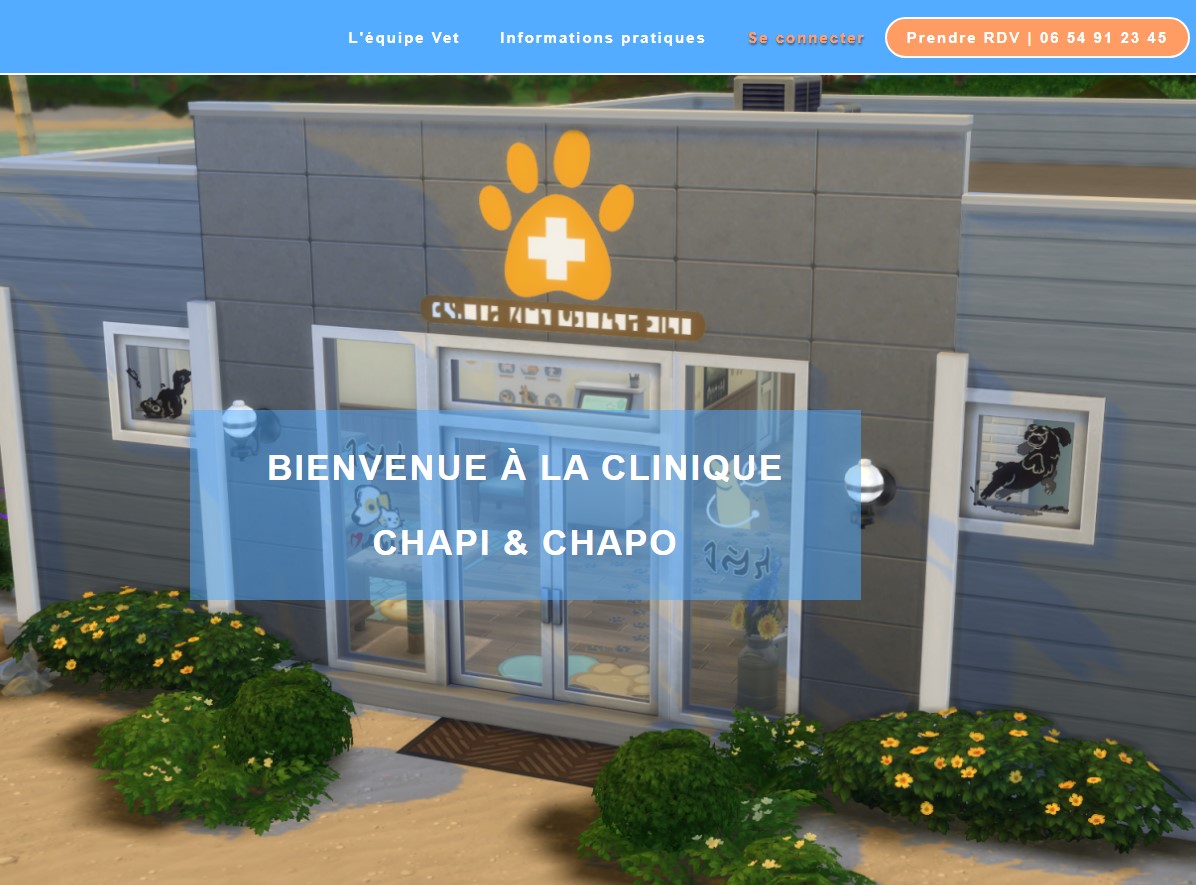 L'équipe Vet
Informations pratiques
Se connecter
Prendre RDV | 06 54 91 23 45
BIENVENUE À LA CLINIQUE
CHAPI & CHAPO